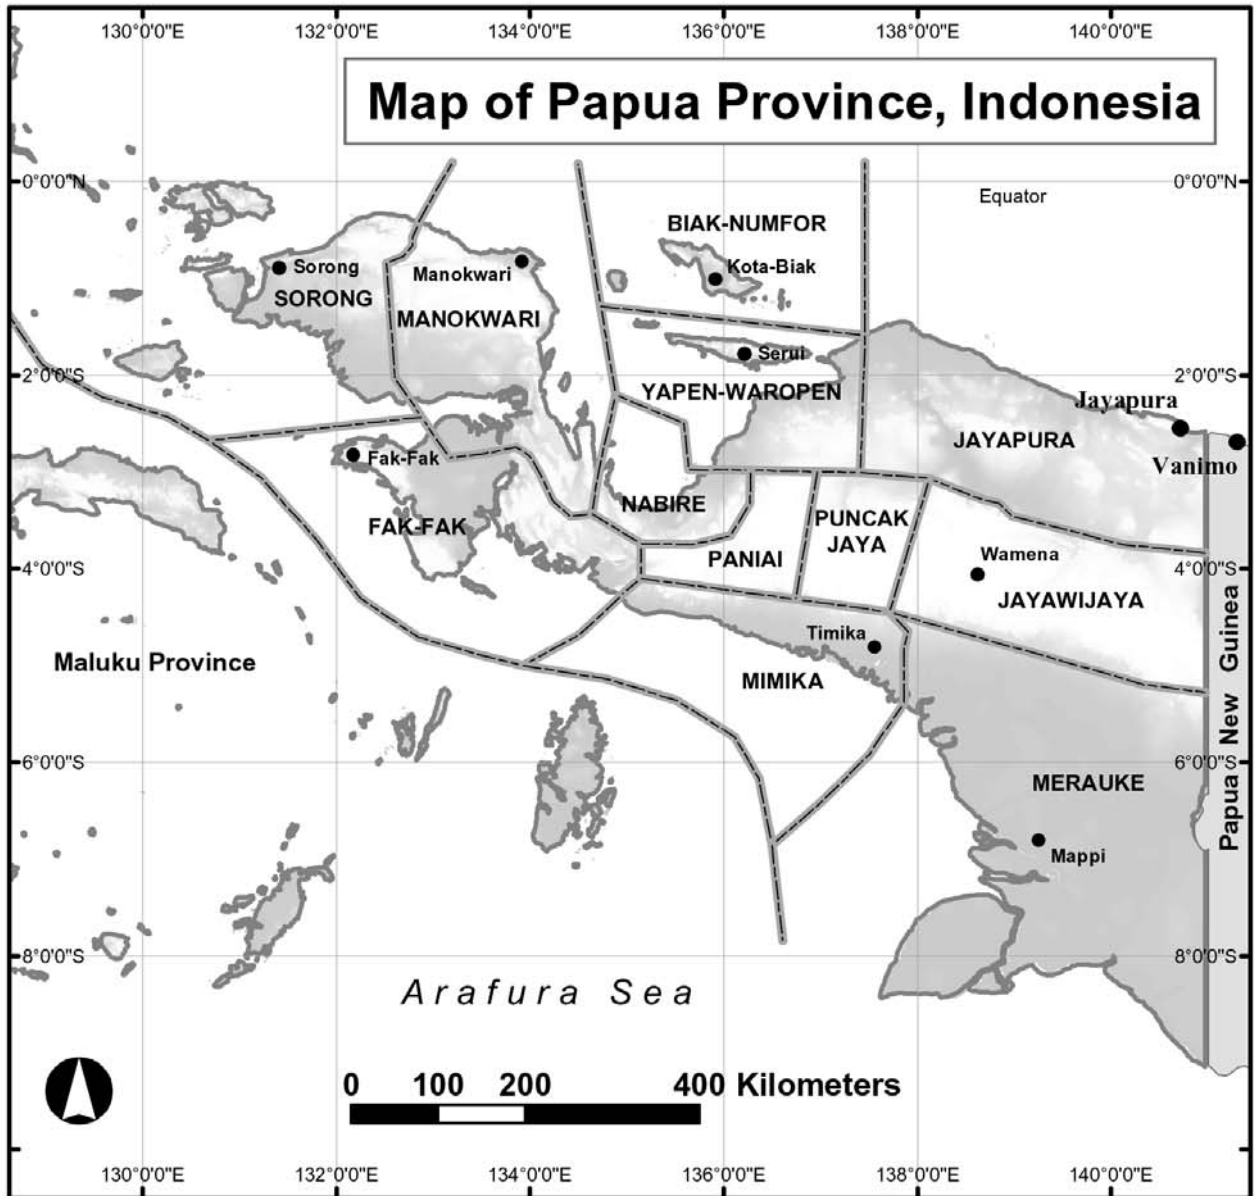 130°0'0"E 132°0'0"E 134°0'0"E 136°0'0"E 138°0'0"E 140°0'0"E
Map of Papua Province, Indonesia
0°0'0"N 0°0'0"N
Equator
BIAK-NUMFOR
Kota-Biak
Sorong
Manokwari
SORONG
MANOKWARI
Serui
2°0'0"S 2°0'0"S
YAPEN-WAROPEN
Jayapura
JAYAPURA
Fak-Fak
Vanimo
NABIRE
FAK-FAK
PUNCAK
JAYA
PANIAI
Wamena
4°0'0"S 4°0'0"S
JAYAWIJAYA
Timika
Maluku Province
MIMIKA
Papua New Guinea
6°0'0"S 6°0'0"S
MERAUKE
Mappi
8°0'0"S 8°0'0"S
Arafura Sea
0 100 200 400 Kilometers
130°0'0"E 132°0'0"E 134°0'0"E 136°0'0"E 138°0'0"E 140°0'0"E